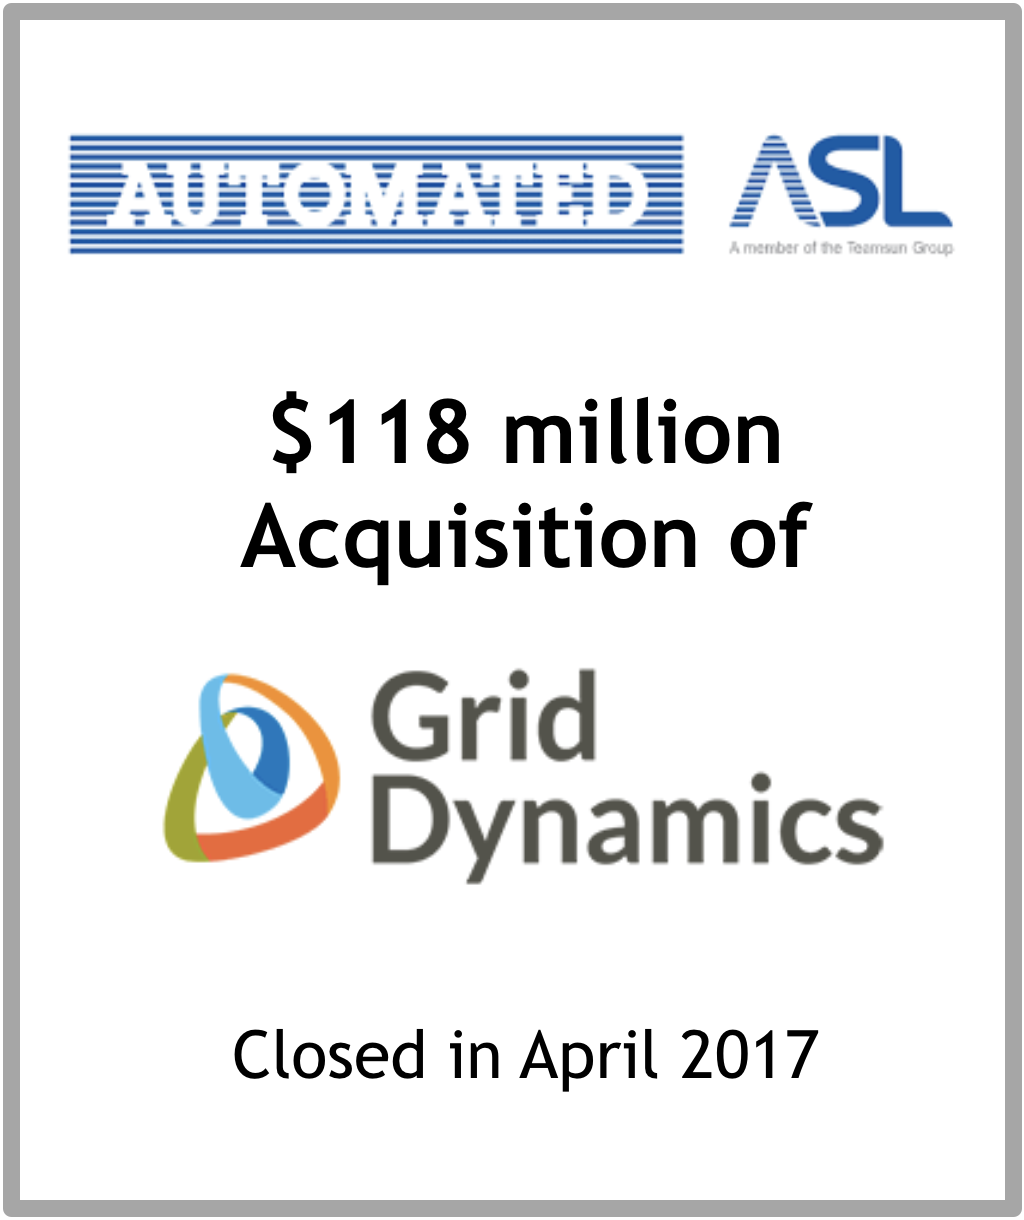 AUTOMATED
ASL
A member of the Teamsun Group
$118 million
Acquisition of
Grid
Dynamics
Closed in April 2017